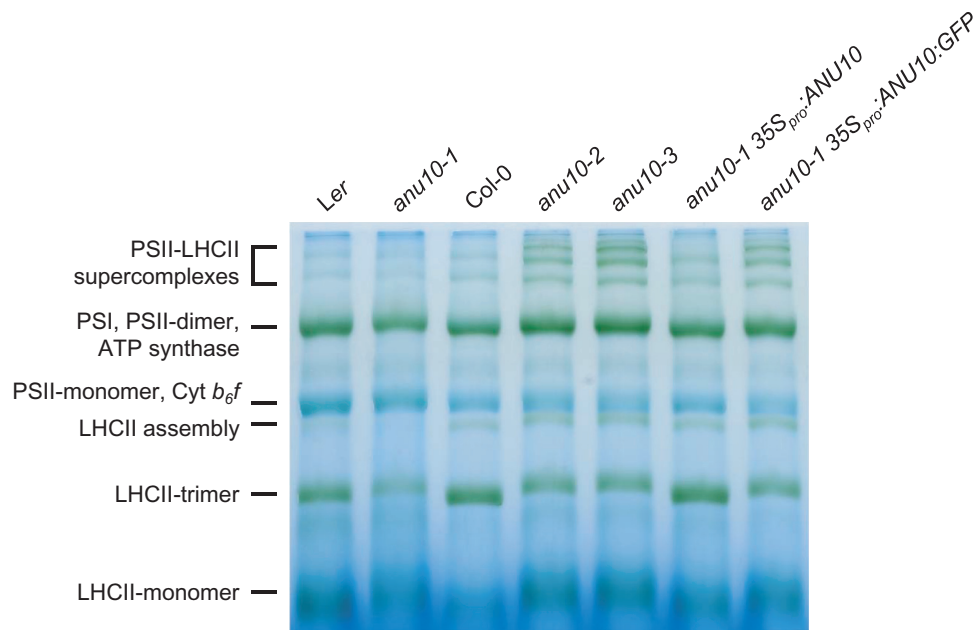 Ler
anu10-1
Col-0
anu10-2
anu10-3
anu10-1 35Spro:ANU10
anu10-1 35Spro:ANU10:GFP
PSII-LHCII
supercomplexes
PSI, PSII-dimer,
ATP synthase
PSII-monomer, Cyt b6f
LHCII assembly
LHCII-trimer
LHCII-monomer